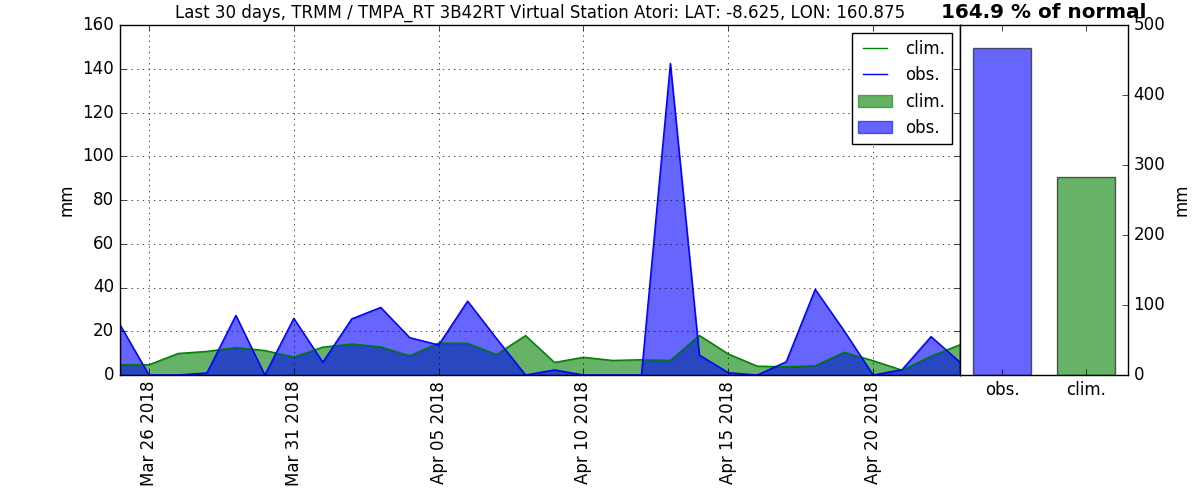 Last 30 days, TRMM / TMPA_RT 3B42RT Virtual Station Atori: LAT: -8.625, LON: 160.875
164.9 % of normal
160
140
120
100
80
60
40
20
0
mm
clim.
obs.
clim.
obs.
Mar 26 2018
Mar 31 2018
Apr 05 2018
Apr 10 2018
Apr 15 2018
Apr 20 2018
500
400
300
200
100
0
mm
obs.
clim.